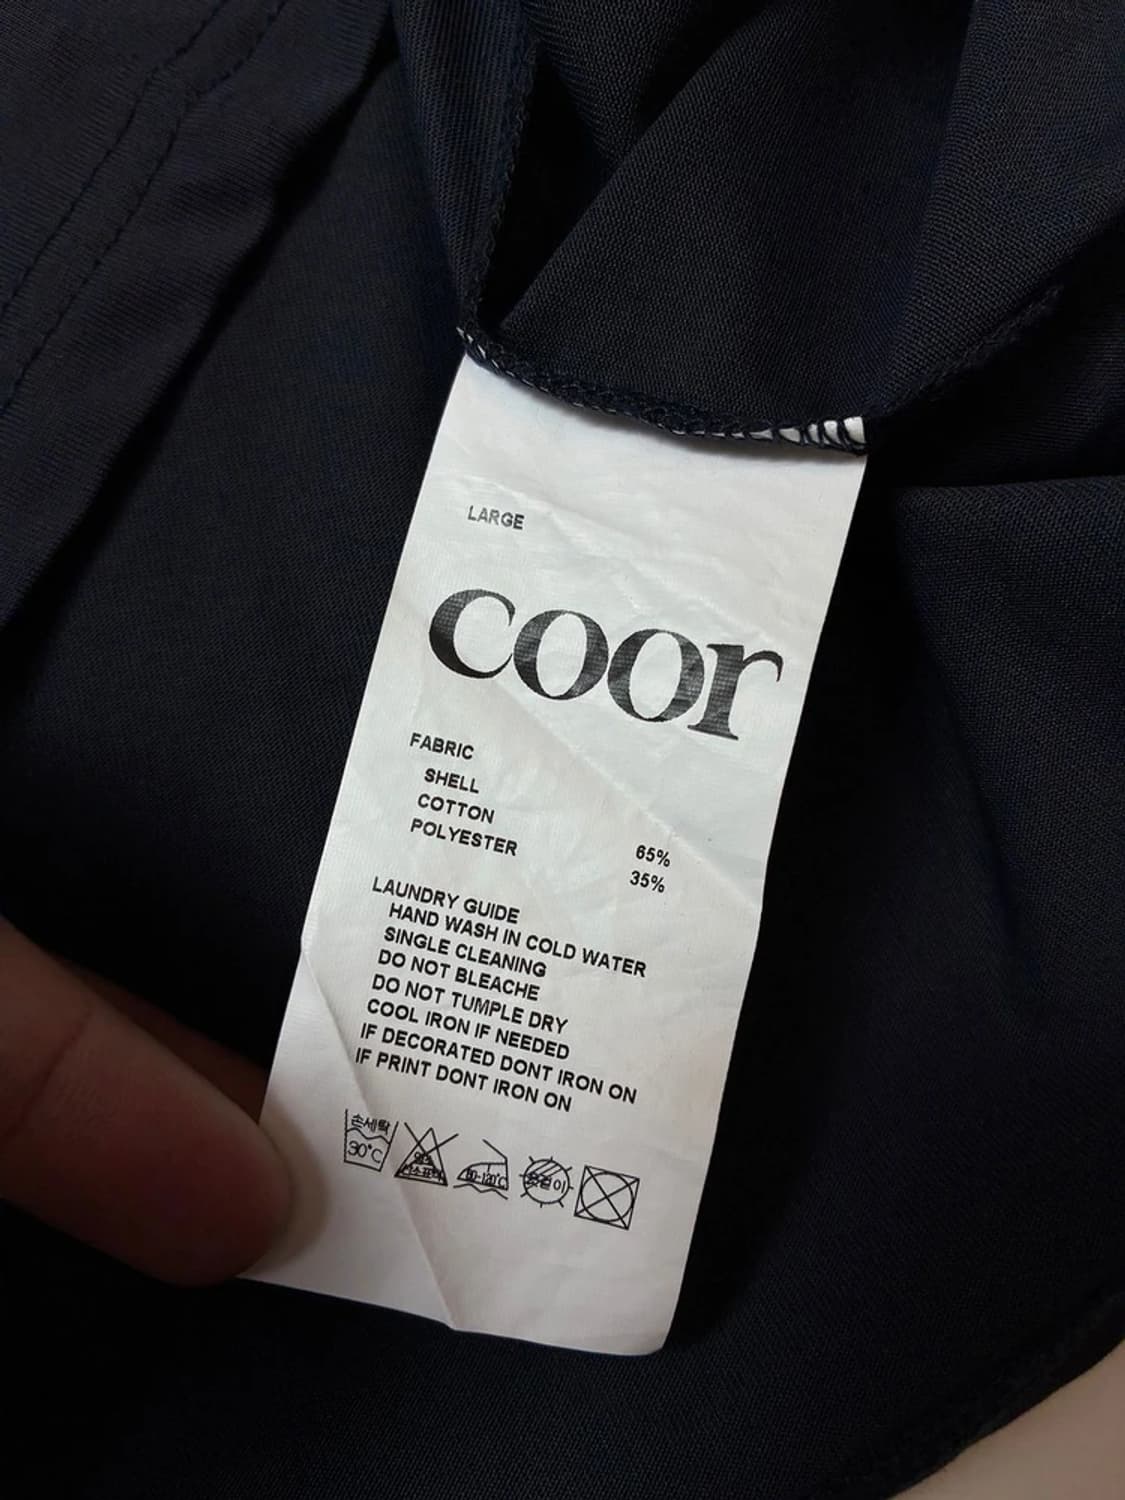 LARGE
coor
FABRIC
SHELL
COTTON 65%
POLYESTER 35%
LAUNDRY GUIDE
HAND WASH IN COLD WATER
SINGLE CLEANING
DO NOT BLEACHE
DO NOT TUMPLE DRY
COOL IRON IF NEEDED
IF DECORATED DONT IRON ON
IF PRINT DONT IRON ON
손세탁
30°C
80-120°C